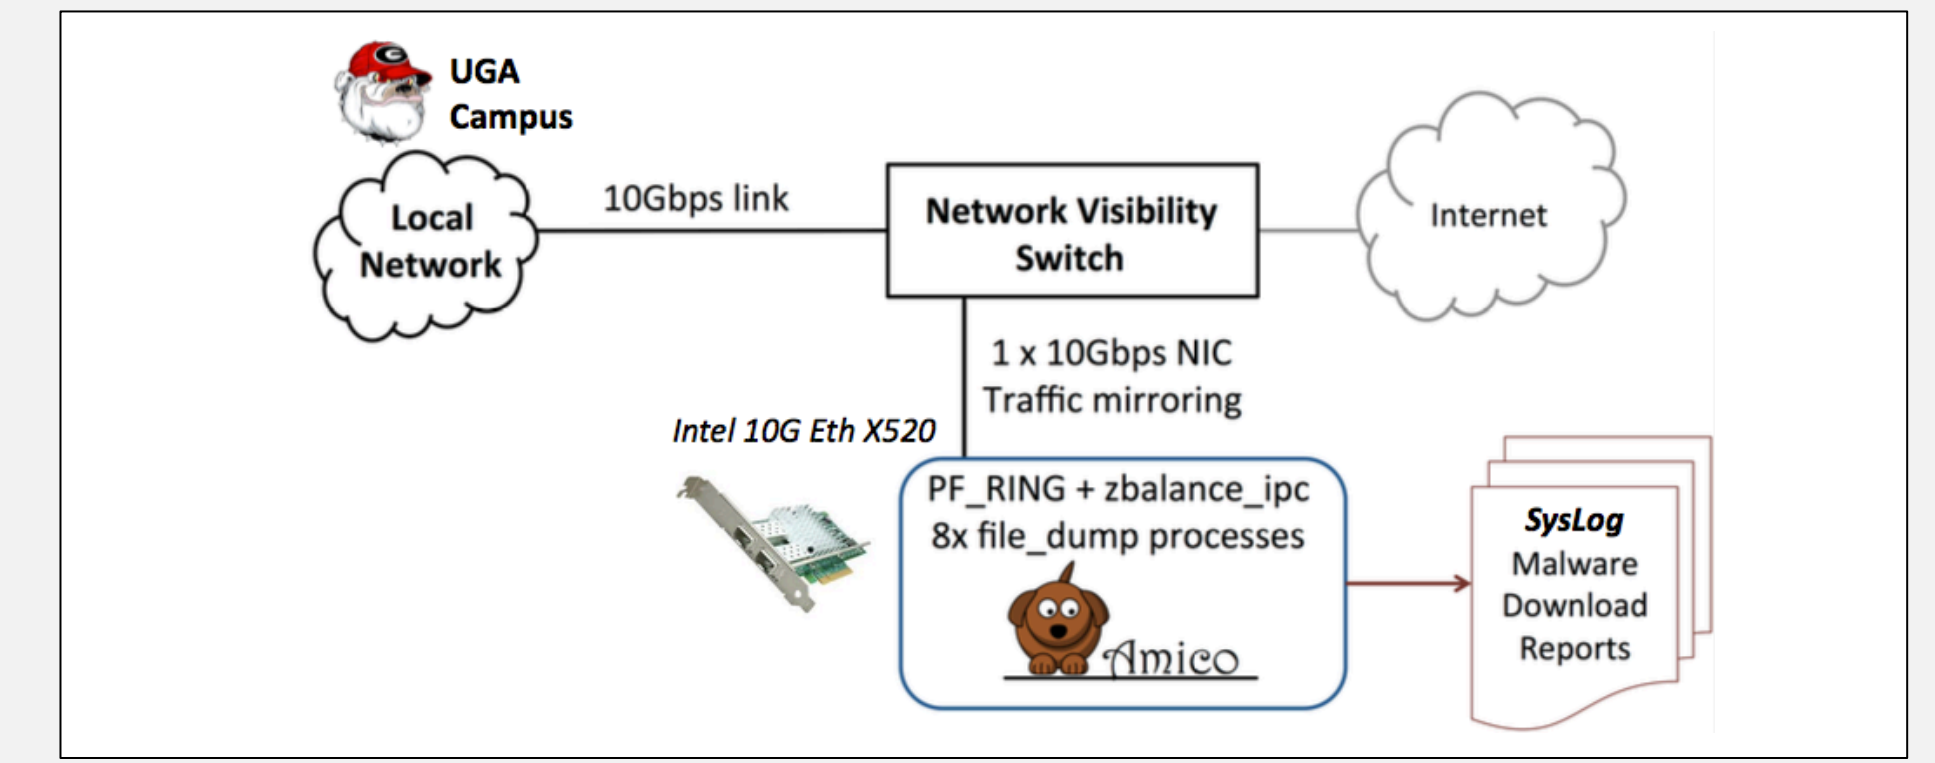 G
UGA
Campus
Local
Network
10Gbps link
Network Visibility
Switch
Internet
1 x 10Gbps NIC
Traffic mirroring
Intel 10G Eth X520
PF_RING + zbalance_ipc
8x file_dump processes
Amico
SysLog
Malware
Download
Reports